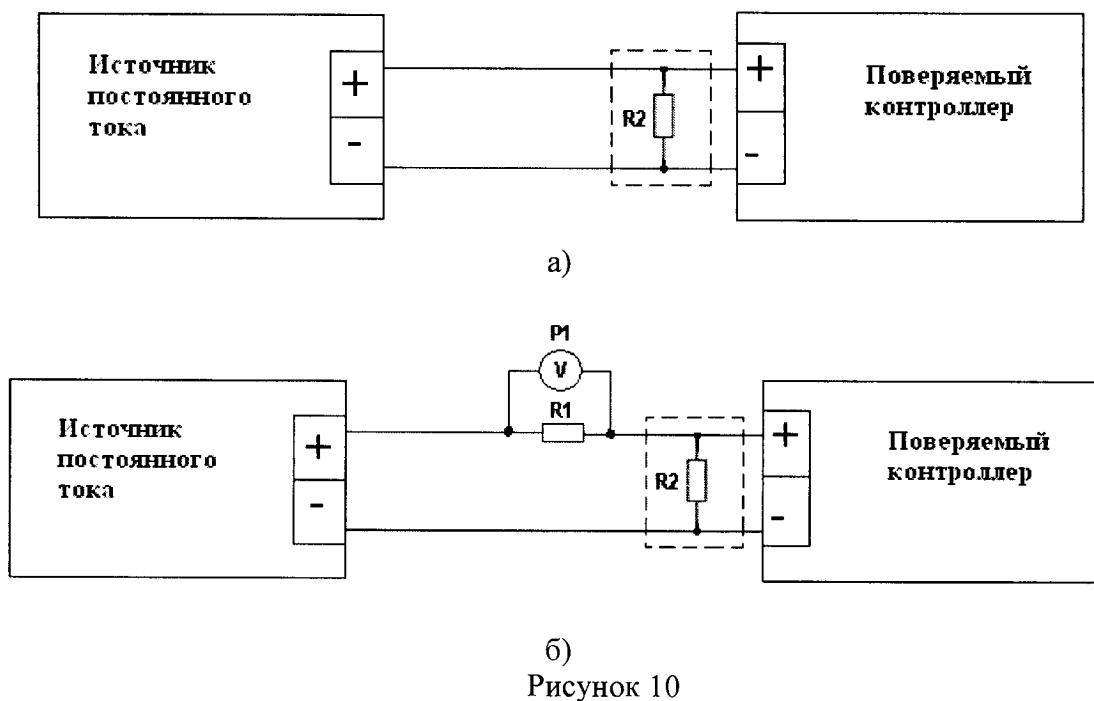 Источник
постоянного
тока
+
-
R2
+
-
Поверяемый
контроллер
а)
P1
V
R1
Источник
постоянного
тока
+
-
R2
+
-
Поверяемый
контроллер
б)
Рисунок 10